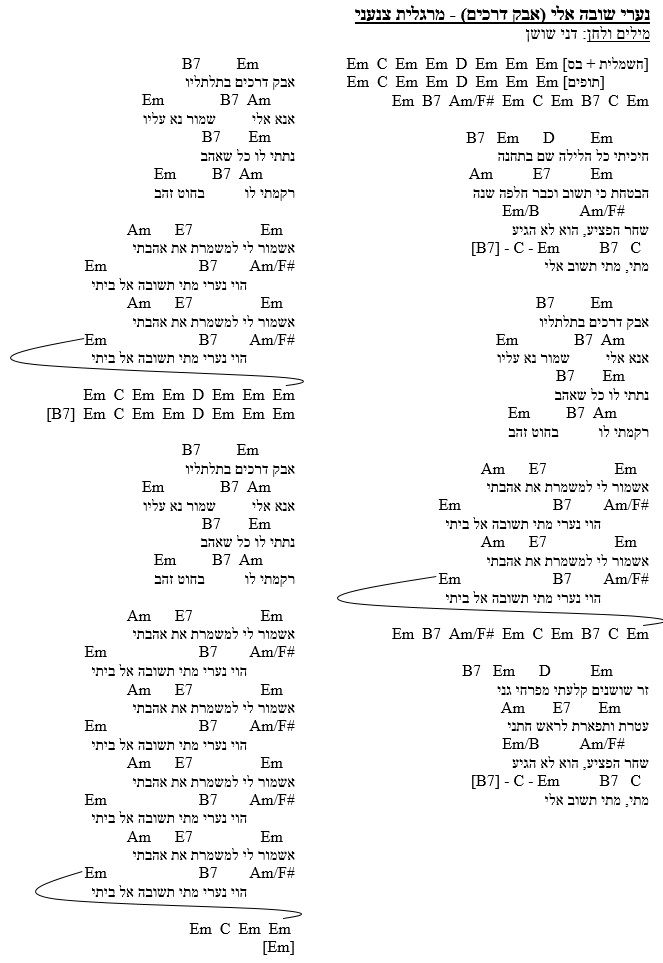 נערי שובה אלי (אבק דרכים) - מרגלית צנעני
מילים ולחן: דני שושן
Em C Em Em D Em Em Em [חשמלית + בס]
Em C Em Em D Em Em Em [תופים]
Em B7 Am/F# Em C Em B7 C Em
B7 Em D Em
חיכיתי כל הלילה שם בתחנה
Am E7 Em
הבטחת כי תשוב וכבר חלפה שנה
Em/B Am/F#
שחר הפציע, הוא לא הגיע
[B7] - C - Em B7 C
מתי, מתי תשוב אלי
B7 Em
אבק דרכים בתלתליו
Em B7 Am
אנא אלי שמור נא עליו
B7 Em
נתתי לו כל שאהב
Em B7 Am
רקמתי לו בחוט זהב
Am E7 Em
אשמור לי למשמרת את אהבתי
Em B7 Am/F#
הוי נערי מתי תשובה אל ביתי
Am E7 Em
אשמור לי למשמרת את אהבתי
Em B7 Am/F#
הוי נערי מתי תשובה אל ביתי
Em B7 Am/F# Em C Em B7 C Em
B7 Em D Em
זר שושנים קלעתי מפרחי גני
Am E7 Em
עטרת ותפארת לראש חתני
Em/B Am/F#
שחר הפציע, הוא לא הגיע
[B7] - C - Em B7 C
מתי, מתי תשוב אלי
B7 Em
אבק דרכים בתלתליו
Em B7 Am
אנא אלי שמור נא עליו
B7 Em
נתתי לו כל שאהב
Em B7 Am
רקמתי לו בחוט זהב
Am E7 Em
אשמור לי למשמרת את אהבתי
Em B7 Am/F#
הוי נערי מתי תשובה אל ביתי
Am E7 Em
אשמור לי למשמרת את אהבתי
Em B7 Am/F#
הוי נערי מתי תשובה אל ביתי
Em C Em Em D Em Em Em
[B7] Em C Em Em D Em Em Em
B7 Em
אבק דרכים בתלתליו
Em B7 Am
אנא אלי שמור נא עליו
B7 Em
נתתי לו כל שאהב
Em B7 Am
רקמתי לו בחוט זהב
Am E7 Em
אשמור לי למשמרת את אהבתי
Em B7 Am/F#
הוי נערי מתי תשובה אל ביתי
Am E7 Em
אשמור לי למשמרת את אהבתי
Em B7 Am/F#
הוי נערי מתי תשובה אל ביתי
Am E7 Em
אשמור לי למשמרת את אהבתי
Em B7 Am/F#
הוי נערי מתי תשובה אל ביתי
Am E7 Em
אשמור לי למשמרת את אהבתי
Em B7 Am/F#
הוי נערי מתי תשובה אל ביתי
Em C Em Em
[Em]